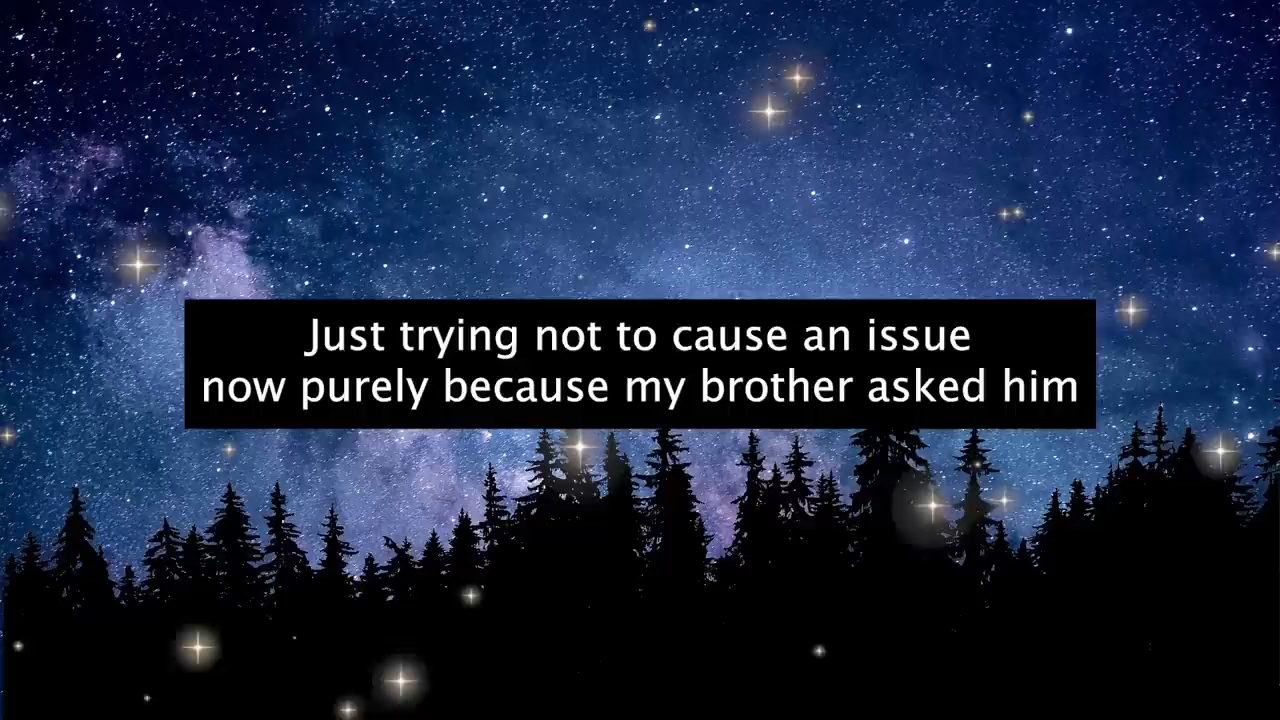 Just trying not to cause an issue
now purely because my brother asked him